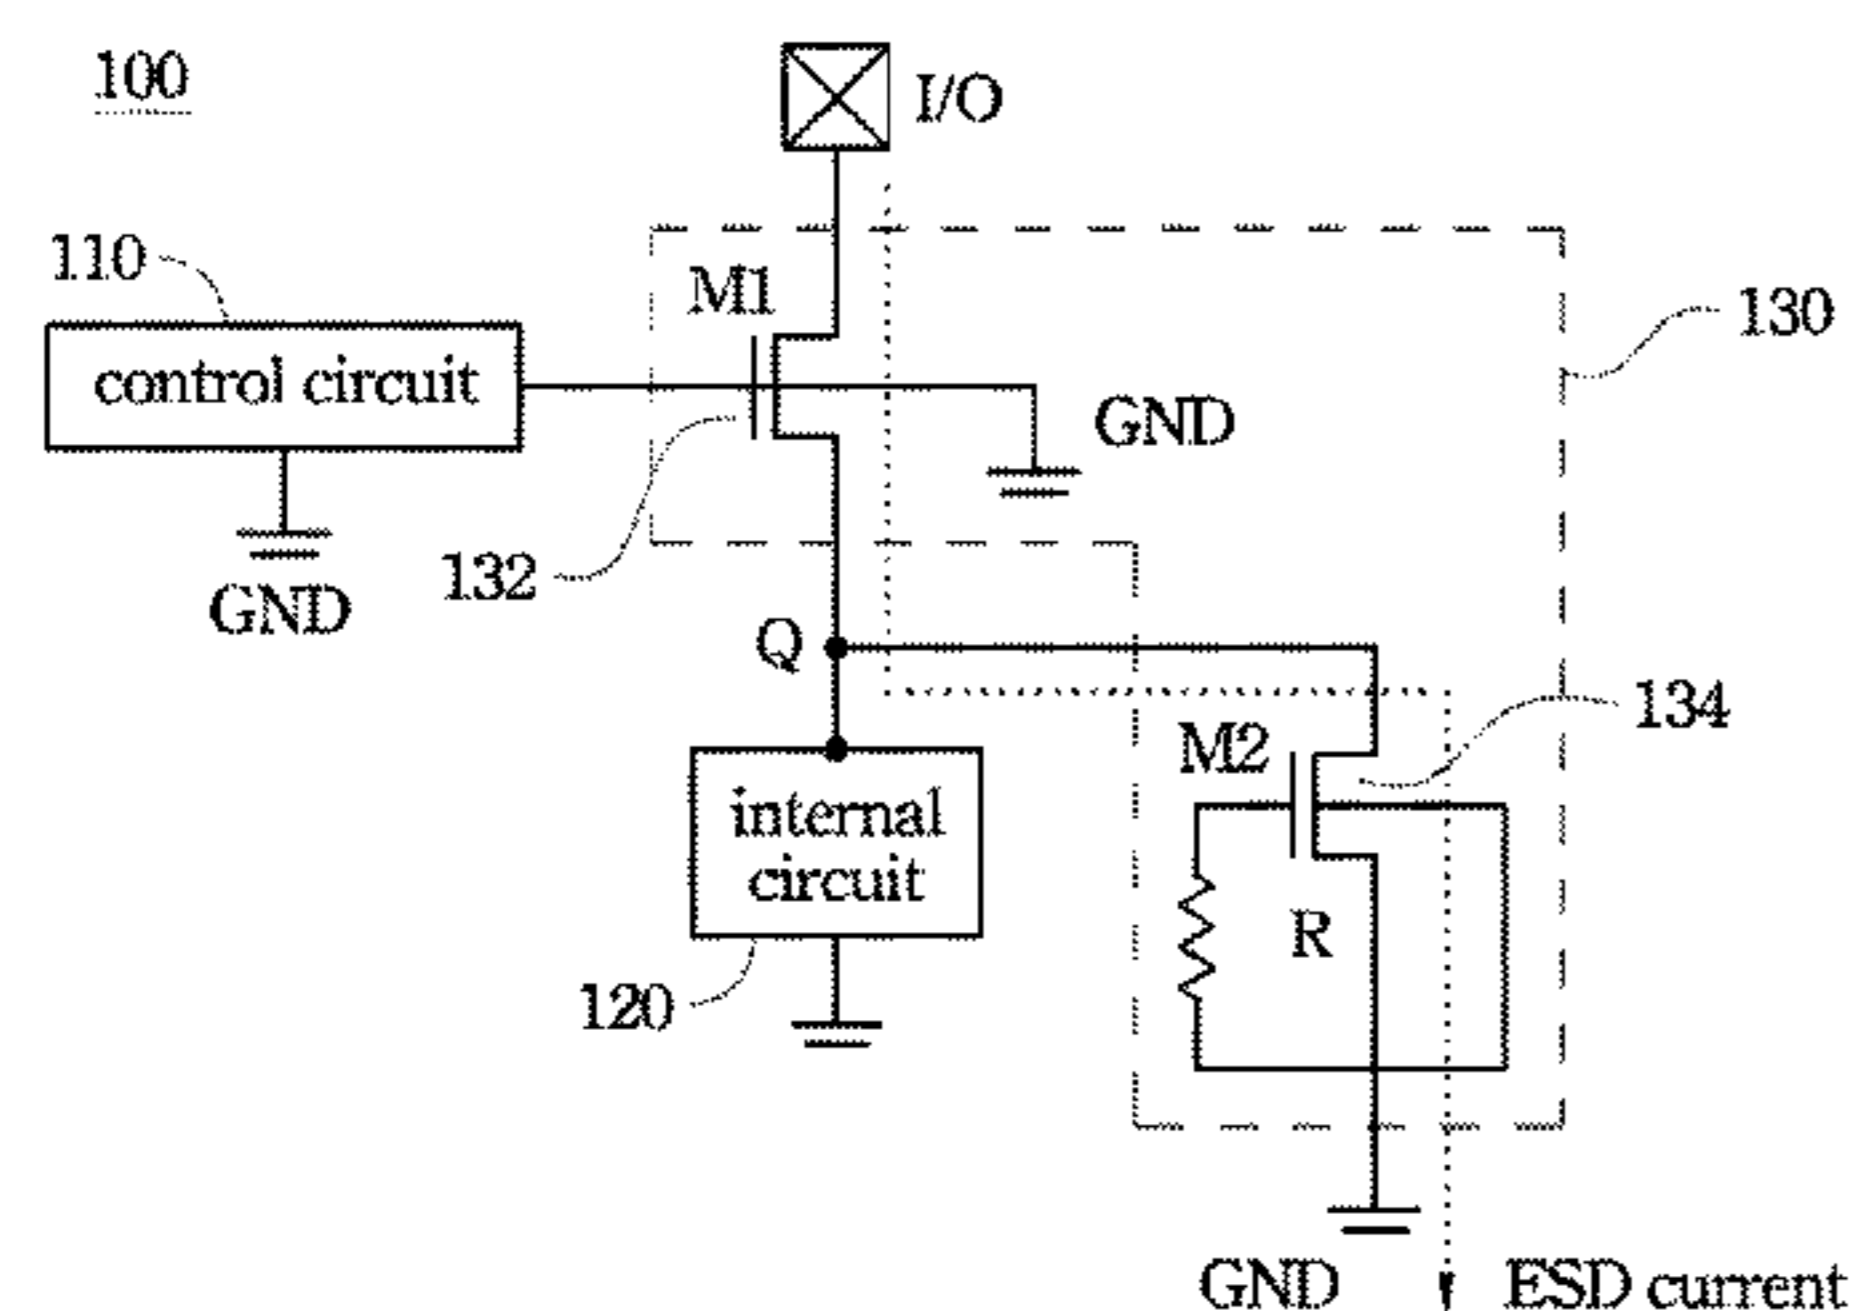 100
I/O
110
M1
130
control circuit
GND
132
GND
Q
134
M2
internal
circuit
R
120
GND
ESD current